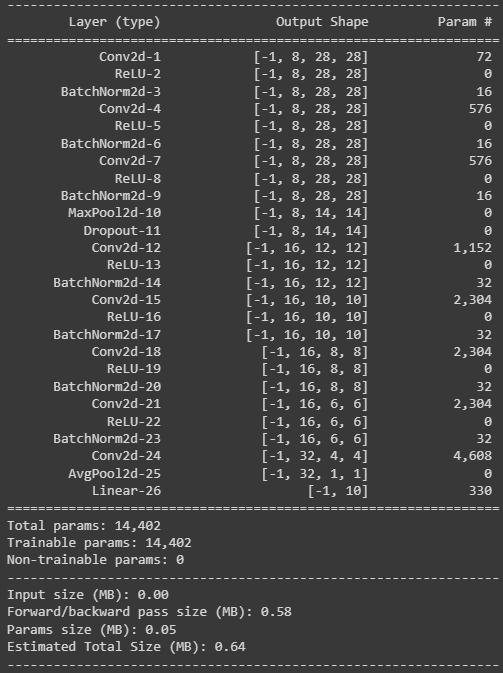 ----------------------------------------------------------------
Layer (type) Output Shape Param #
================================================================
Conv2d-1 [-1, 8, 28, 28] 72
ReLU-2 [-1, 8, 28, 28] 0
BatchNorm2d-3 [-1, 8, 28, 28] 16
Conv2d-4 [-1, 8, 28, 28] 576
ReLU-5 [-1, 8, 28, 28] 0
BatchNorm2d-6 [-1, 8, 28, 28] 16
Conv2d-7 [-1, 8, 28, 28] 576
ReLU-8 [-1, 8, 28, 28] 0
BatchNorm2d-9 [-1, 8, 28, 28] 16
MaxPool2d-10 [-1, 8, 14, 14] 0
Dropout-11 [-1, 8, 14, 14] 0
Conv2d-12 [-1, 16, 12, 12] 1,152
ReLU-13 [-1, 16, 12, 12] 0
BatchNorm2d-14 [-1, 16, 12, 12] 32
Conv2d-15 [-1, 16, 10, 10] 2,304
ReLU-16 [-1, 16, 10, 10] 0
BatchNorm2d-17 [-1, 16, 10, 10] 32
Conv2d-18 [-1, 16, 8, 8] 2,304
ReLU-19 [-1, 16, 8, 8] 0
BatchNorm2d-20 [-1, 16, 8, 8] 32
Conv2d-21 [-1, 16, 6, 6] 2,304
ReLU-22 [-1, 16, 6, 6] 0
BatchNorm2d-23 [-1, 16, 6, 6] 32
Conv2d-24 [-1, 32, 4, 4] 4,608
AvgPool2d-25 [-1, 32, 1, 1] 0
Linear-26 [-1, 10] 330
================================================================
Total params: 14,402
Trainable params: 14,402
Non-trainable params: 0
----------------------------------------------------------------
Input size (MB): 0.00
Forward/backward pass size (MB): 0.58
Params size (MB): 0.05
Estimated Total Size (MB): 0.64
----------------------------------------------------------------